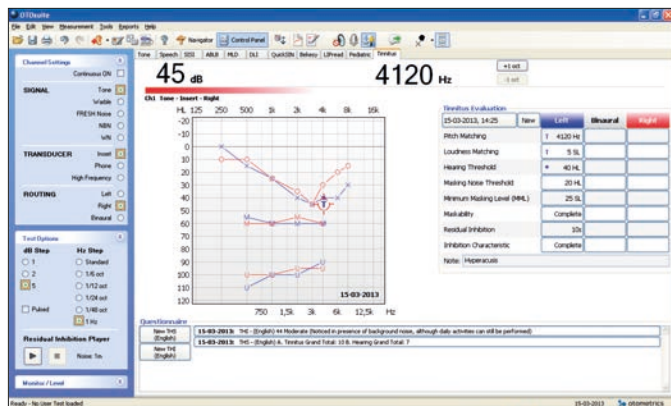 OTOsuite
File Edit View Measurement Tools Reports Help
Navigator Control Panel
Tone Speech SISI ABLB MLD DLI QuickSIN Bekesy LIPread Pediatric Tinnitus
Channel Settings
Continuous ON
SIGNAL Tone
Warble
FRESH Noise
NBN
WN
TRANSDUCER Insert
Phone
High Frequency
ROUTING Left
Right
Binaural
Test Options
dB Step Hz Step
1 Standard
2 1/6 oct
5 1/12 oct
1/24 oct
Pulsed 1/48 oct
1 Hz
Residual Inhibition Player
Noise 1m
Monitor / Level
45 dB 4120 Hz
+1 oct
-1 oct
Ch1 Tone - Insert - Right
HL 125 250 500 1k 2k 4k 8k 16k
-20
-10
0
10
20
30
40
50
60
70
80
90
100
110
120
T
15-03-2013
750 1,5k 3k 6k 12,5k Hz
Tinnitus Evaluation
15-03-2013, 14:25 New Left Binaural Right
Pitch Matching T 4120 Hz
Loudness Matching T 5 SL
Hearing Threshold * 40 HL
Masking Noise Threshold 20 HL
Minimum Masking Level (MML) 25 SL
Maskability Complete
Residual Inhibition 10s
Inhibition Characteristic Complete
Note: Hyperacusis
Questionnaire
New THS (English)
New THI (English)
15-03-2013: THI - (English) 44 Moderate (Noticed in presence of background noise, although daily activities can still be performed)
15-03-2013: THS - (English) A. Tinnitus Grand Total: 10 B. Hearing Grand Total: 7
Ready - No User Test loaded 15-03-2013 otometrics